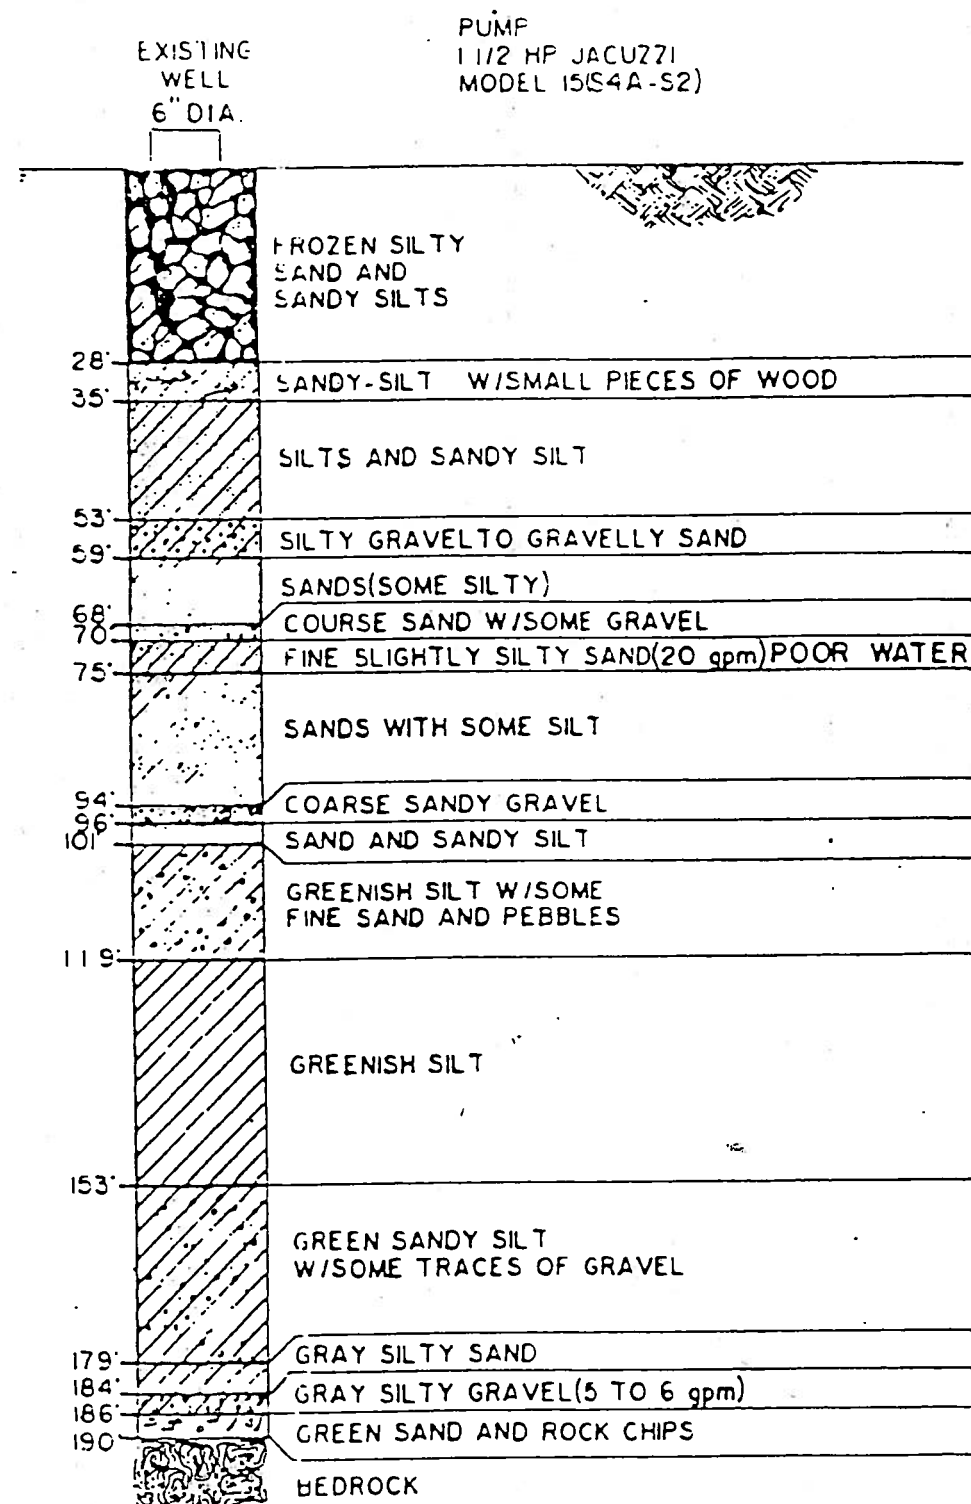 EXISTING
WELL
6" DIA.
PUMP
1 1/2 HP JACUZZI
MODEL 15(S4A-S2)
FROZEN SILTY
SAND AND
SANDY SILTS
28'
SANDY-SILT W/SMALL PIECES OF WOOD
35'
SILTS AND SANDY SILT
53'
SILTY GRAVEL TO GRAVELLY SAND
59'
SANDS(SOME SILTY)
68'
COURSE SAND W/SOME GRAVEL
70'
FINE SLIGHTLY SILTY SAND(20 gpm) POOR WATER
75'
SANDS WITH SOME SILT
94'
COARSE SANDY GRAVEL
96'
SAND AND SANDY SILT
101'
GREENISH SILT W/SOME
FINE SAND AND PEBBLES
119'
GREENISH SILT
153'
GREEN SANDY SILT
W/SOME TRACES OF GRAVEL
179'
GRAY SILTY SAND
184'
GRAY SILTY GRAVEL(5 TO 6 gpm)
186'
GREEN SAND AND ROCK CHIPS
190'
BEDROCK